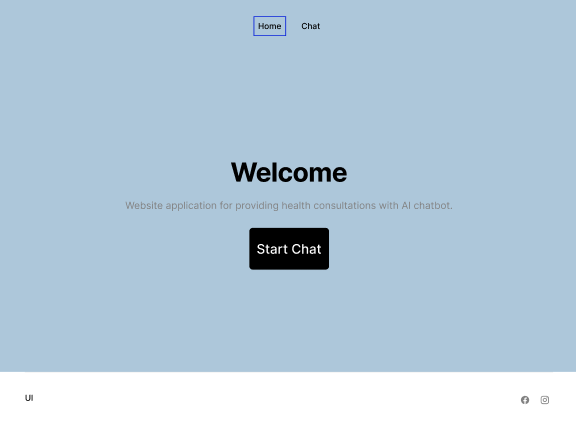 Home Chat
Welcome
Website application for providing health consultations with AI chatbot.
Start Chat
UI